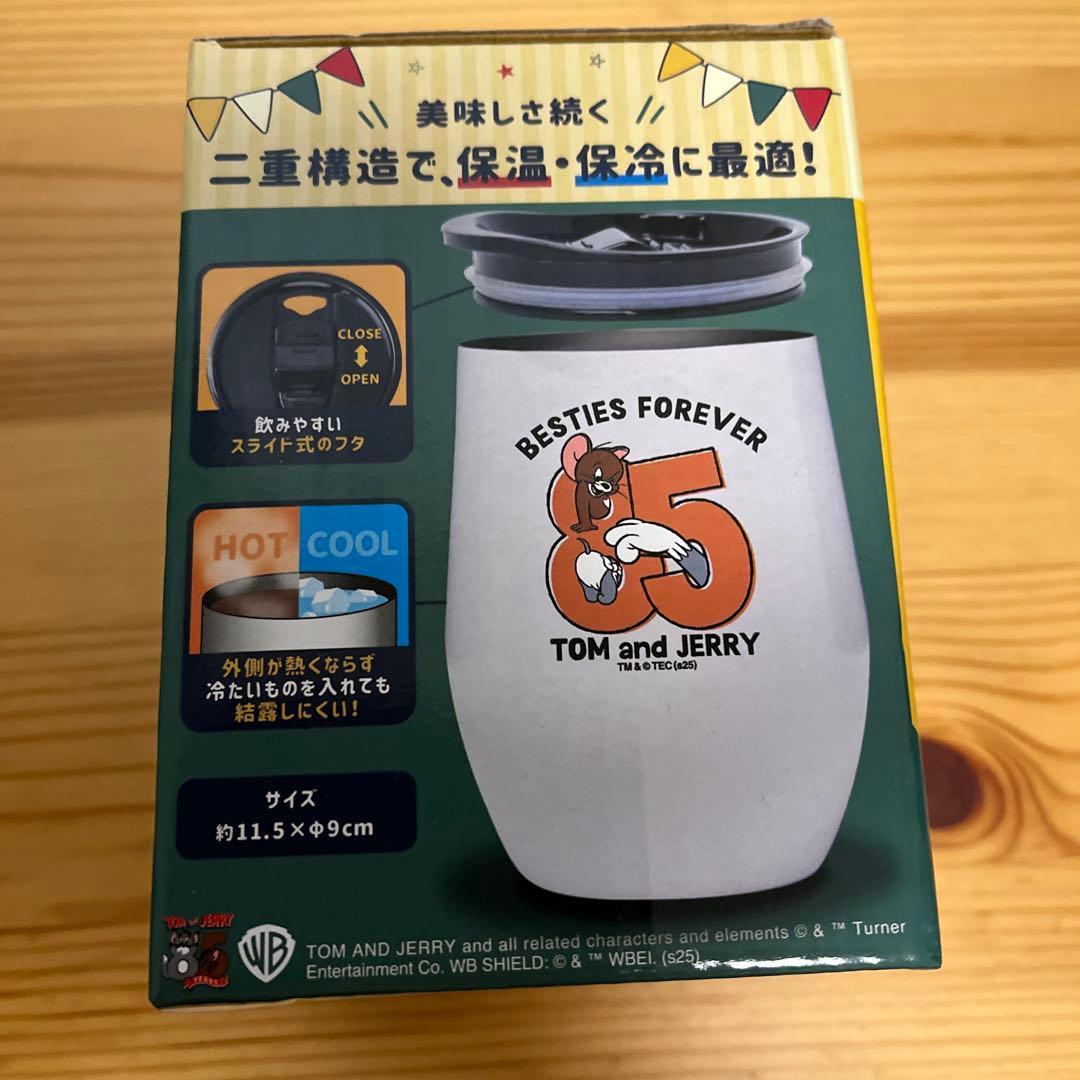 美味しさ続く
二重構造で、保温・保冷に最適!
CLOSE
OPEN
飲みやすい
スライド式のフタ
HOT COOL
外側が熱くならず
冷たいものを入れても
結露しにくい!
サイズ
約11.5×Φ9cm
BESTIES FOREVER
85
TOM and JERRY
TM & © TEC (s25)
TOM and JERRY
WB
TOM AND JERRY and all related characters and elements © & ™ Turner
Entertainment Co. WB SHIELD: © & ™ WBEI. (s25)